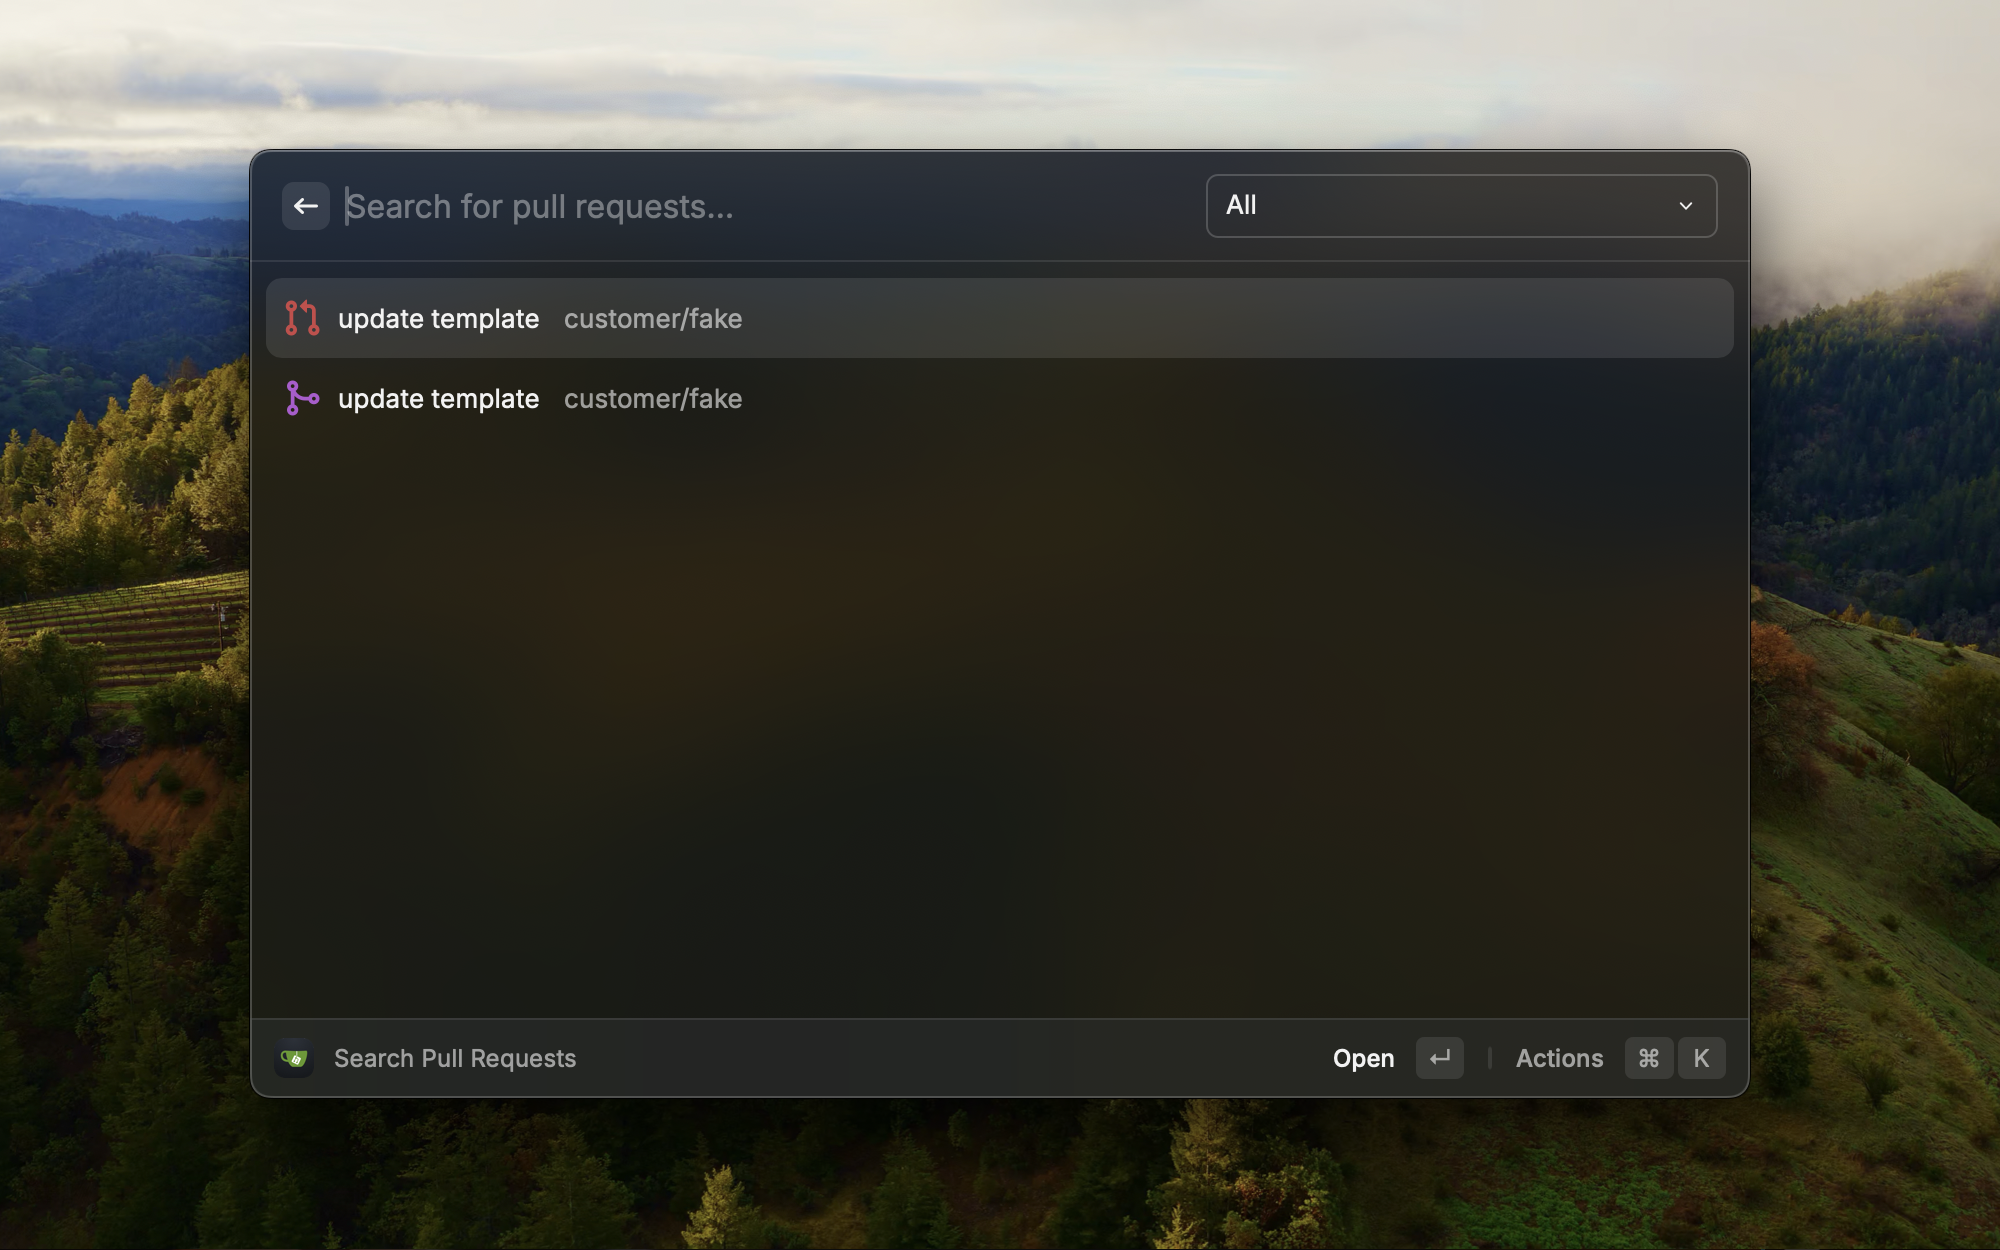 Search for pull requests...
All
update template customer/fake
update template customer/fake
Search Pull Requests
Open ↵ Actions ⌘ K